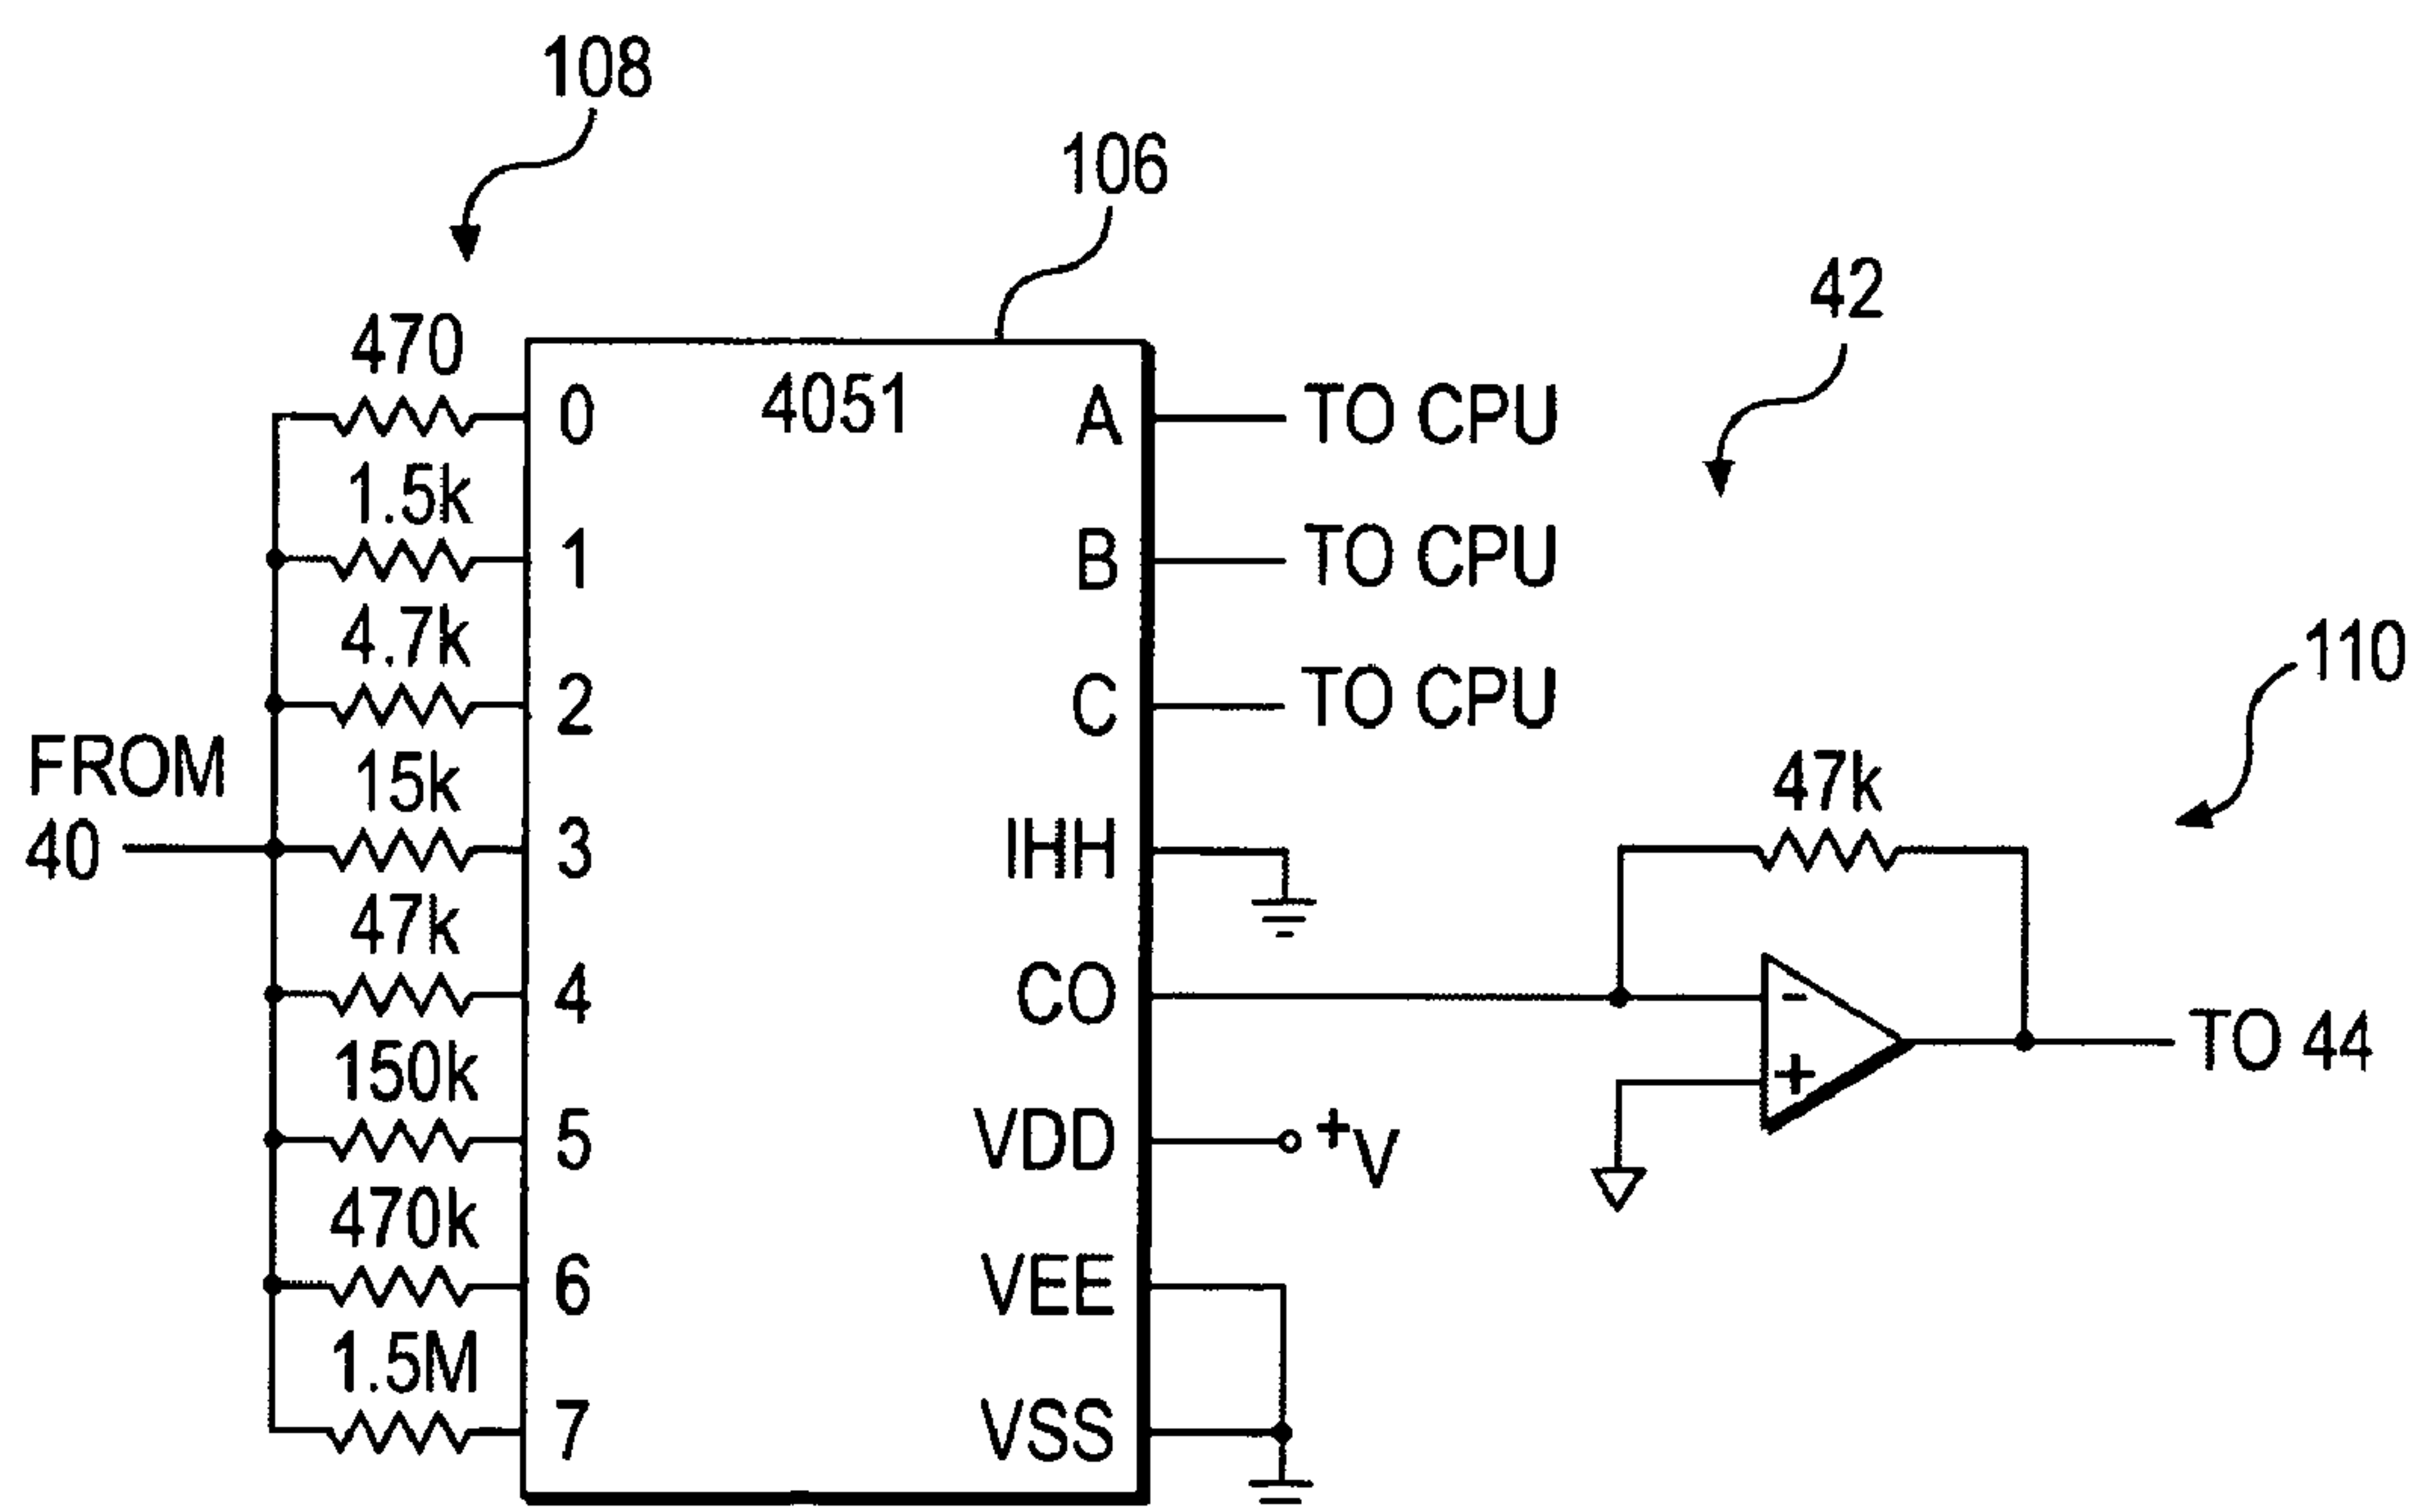 108
106
42
470
0
4051
A
TO CPU
1.5k
1
B
TO CPU
4.7k
2
C
TO CPU
110
FROM
40
15k
3
IHH
47k
47k
4
CO
-
+
TO 44
150k
5
VDD
+V
470k
6
VEE
1.5M
7
VSS